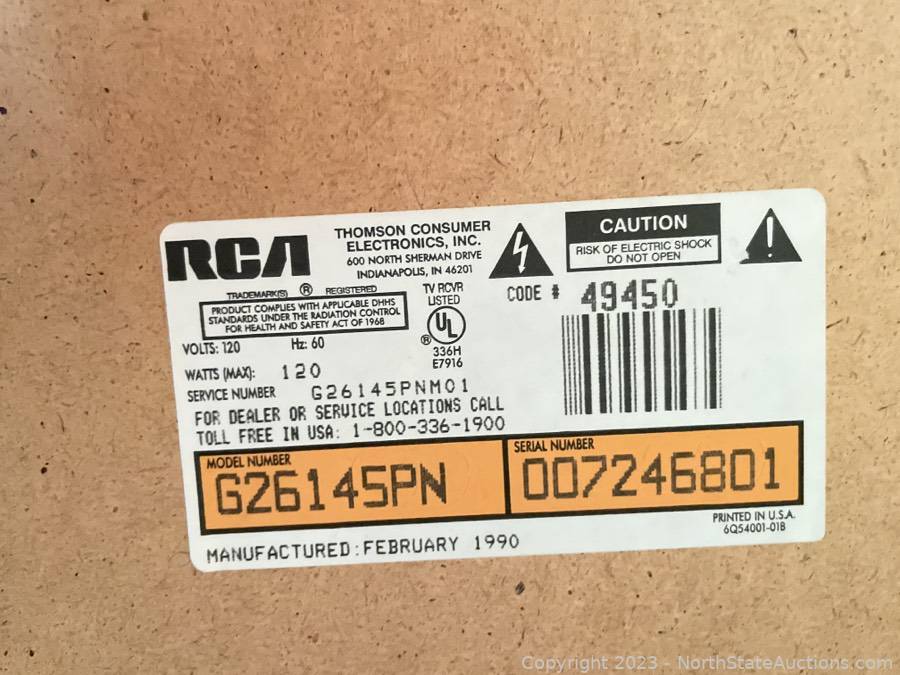 RCA
THOMSON CONSUMER
ELECTRONICS, INC.
600 NORTH SHERMAN DRIVE
INDIANAPOLIS, IN 46201
CAUTION
RISK OF ELECTRIC SHOCK
DO NOT OPEN
!
TRADEMARK(S) ® REGISTERED
PRODUCT COMPLIES WITH APPLICABLE DHHS
STANDARDS UNDER THE RADIATION CONTROL
FOR HEALTH AND SAFETY ACT OF 1968
TV RCVR
LISTED
UL
®
336H
E7916
CODE # 49450
VOLTS: 120 Hz: 60
WATTS (MAX): 120
SERVICE NUMBER G26145PNM01
FOR DEALER OR SERVICE LOCATIONS CALL
TOLL FREE IN USA: 1-800-336-1900
MODEL NUMBER
G26145PN
SERIAL NUMBER
007246801
PRINTED IN U.S.A.
6Q54001-01B
MANUFACTURED:FEBRUARY 1990
Copyright 2023 - NorthStateAuctions.com